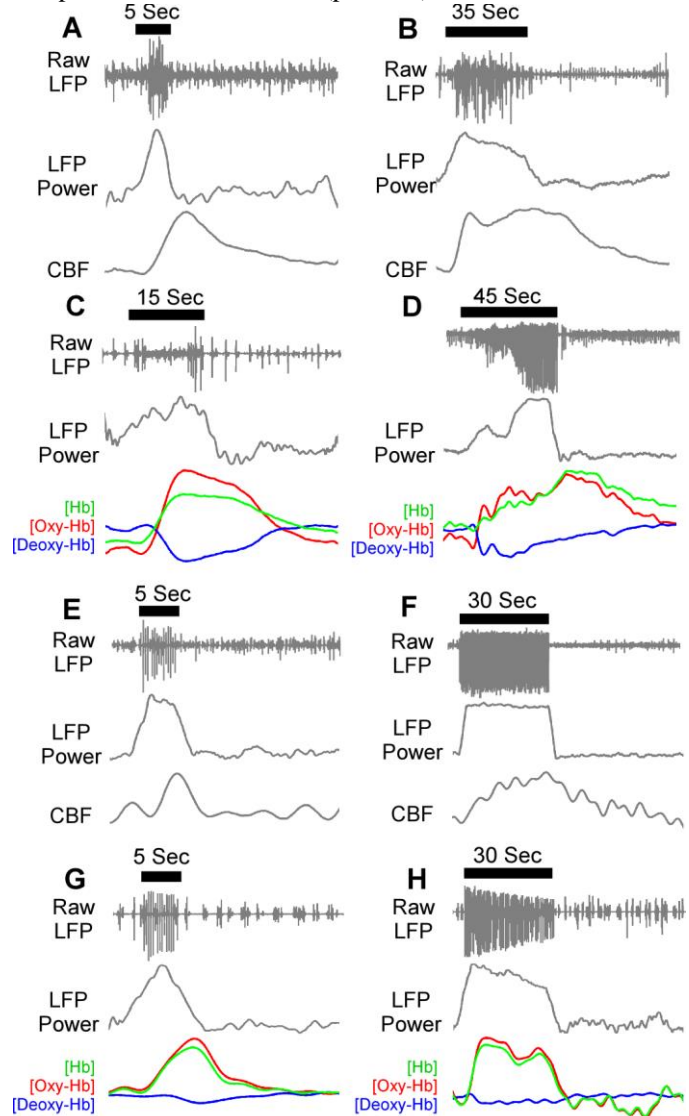 A 5 Sec
Raw
LFP
LFP
Power
CBF
B 35 Sec
Raw
LFP
LFP
Power
CBF
C 15 Sec
Raw
LFP
LFP
Power
[Hb]
[Oxy-Hb]
[Deoxy-Hb]
D 45 Sec
Raw
LFP
LFP
Power
[Hb]
[Oxy-Hb]
[Deoxy-Hb]
E 5 Sec
Raw
LFP
LFP
Power
CBF
F 30 Sec
Raw
LFP
LFP
Power
CBF
G 5 Sec
Raw
LFP
LFP
Power
[Hb]
[Oxy-Hb]
[Deoxy-Hb]
H 30 Sec
Raw
LFP
LFP
Power
[Hb]
[Oxy-Hb]
[Deoxy-Hb]